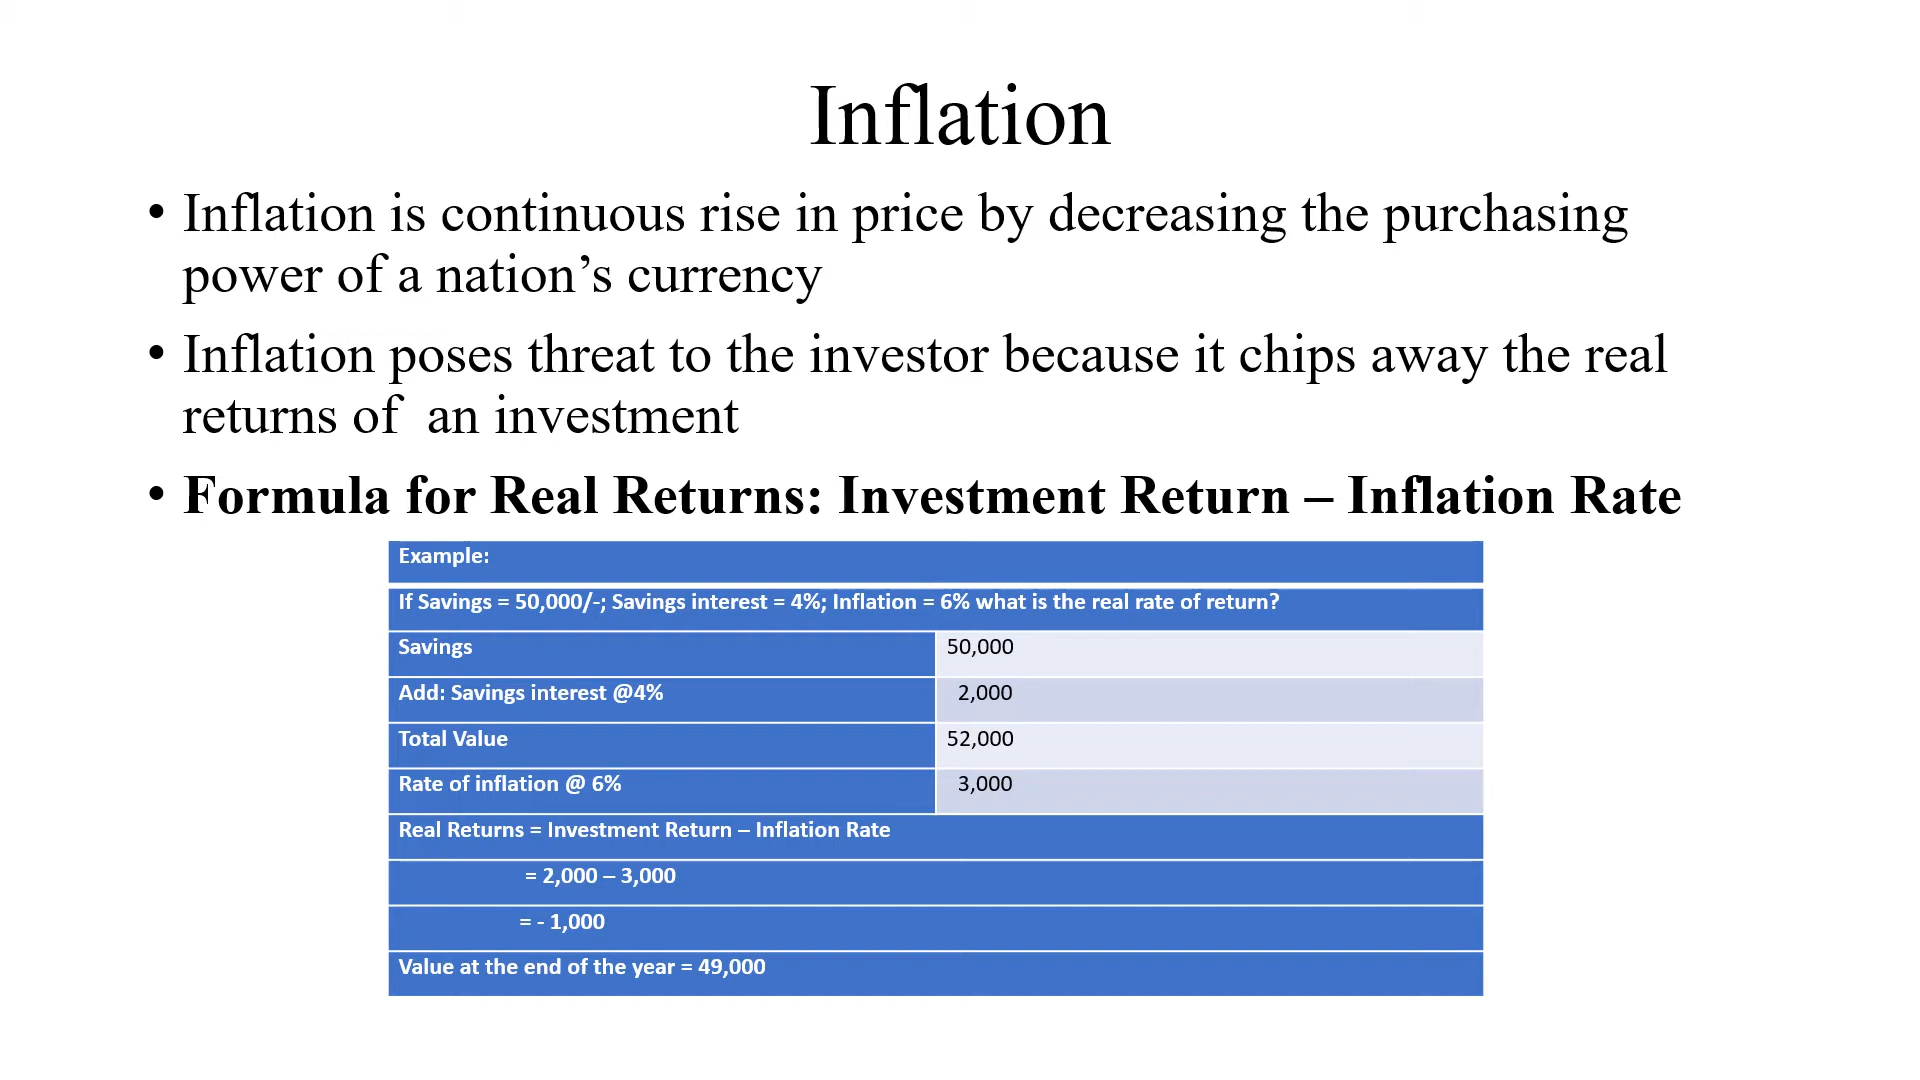 Inflation
• Inflation is continuous rise in price by decreasing the purchasing
power of a nation’s currency
• Inflation poses threat to the investor because it chips away the real
returns of  an investment
• Formula for Real Returns: Investment Return – Inflation Rate
Example:
If Savings = 50,000/-; Savings interest = 4%; Inflation = 6% what is the real rate of return?
Savings 50,000
Add: Savings interest @4% 2,000
Total Value 52,000
Rate of inflation @ 6% 3,000
Real Returns = Investment Return – Inflation Rate
= 2,000 – 3,000
= - 1,000
Value at the end of the year = 49,000